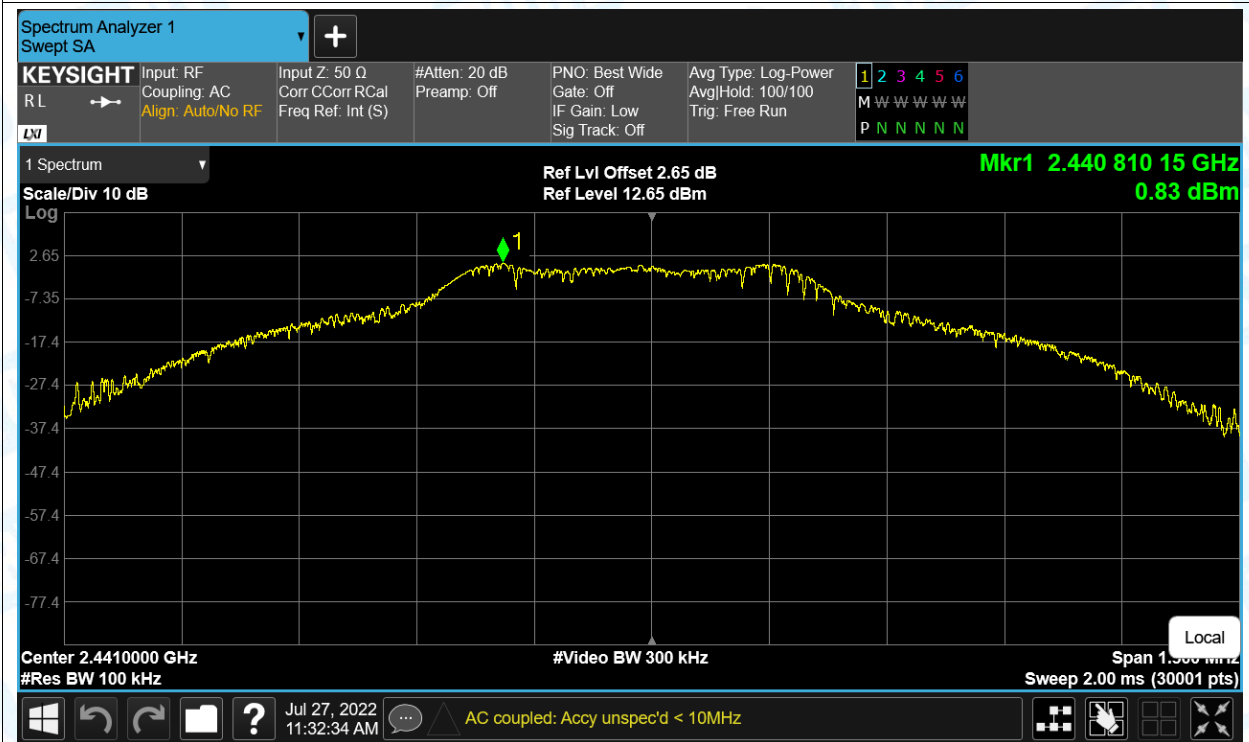 Spectrum Analyzer 1
Swept SA
KEYSIGHT
R L
LXI
Input: RF
Coupling: AC
Align: Auto/No RF
Input Z: 50 Ω
Corr CCorr RCal
Freq Ref: Int (S)
#Atten: 20 dB
Preamp: Off
PNO: Best Wide
Gate: Off
IF Gain: Low
Sig Track: Off
Avg Type: Log-Power
Avg|Hold: 100/100
Trig: Free Run
1 2 3 4 5 6
M W W W W W
P N N N N N
1 Spectrum
Scale/Div 10 dB
Log
Ref Lvl Offset 2.65 dB
Ref Level 12.65 dBm
Mkr1 2.440 810 15 GHz
0.83 dBm
1
2.65
-7.35
-17.4
-27.4
-37.4
-47.4
-57.4
-67.4
-77.4
Local
Center 2.4410000 GHz
#Video BW 300 kHz
Span 1.500 MHz
#Res BW 100 kHz
Sweep 2.00 ms (30001 pts)
?
Jul 27, 2022
11:32:34 AM
AC coupled: Accy unspec'd < 10MHz